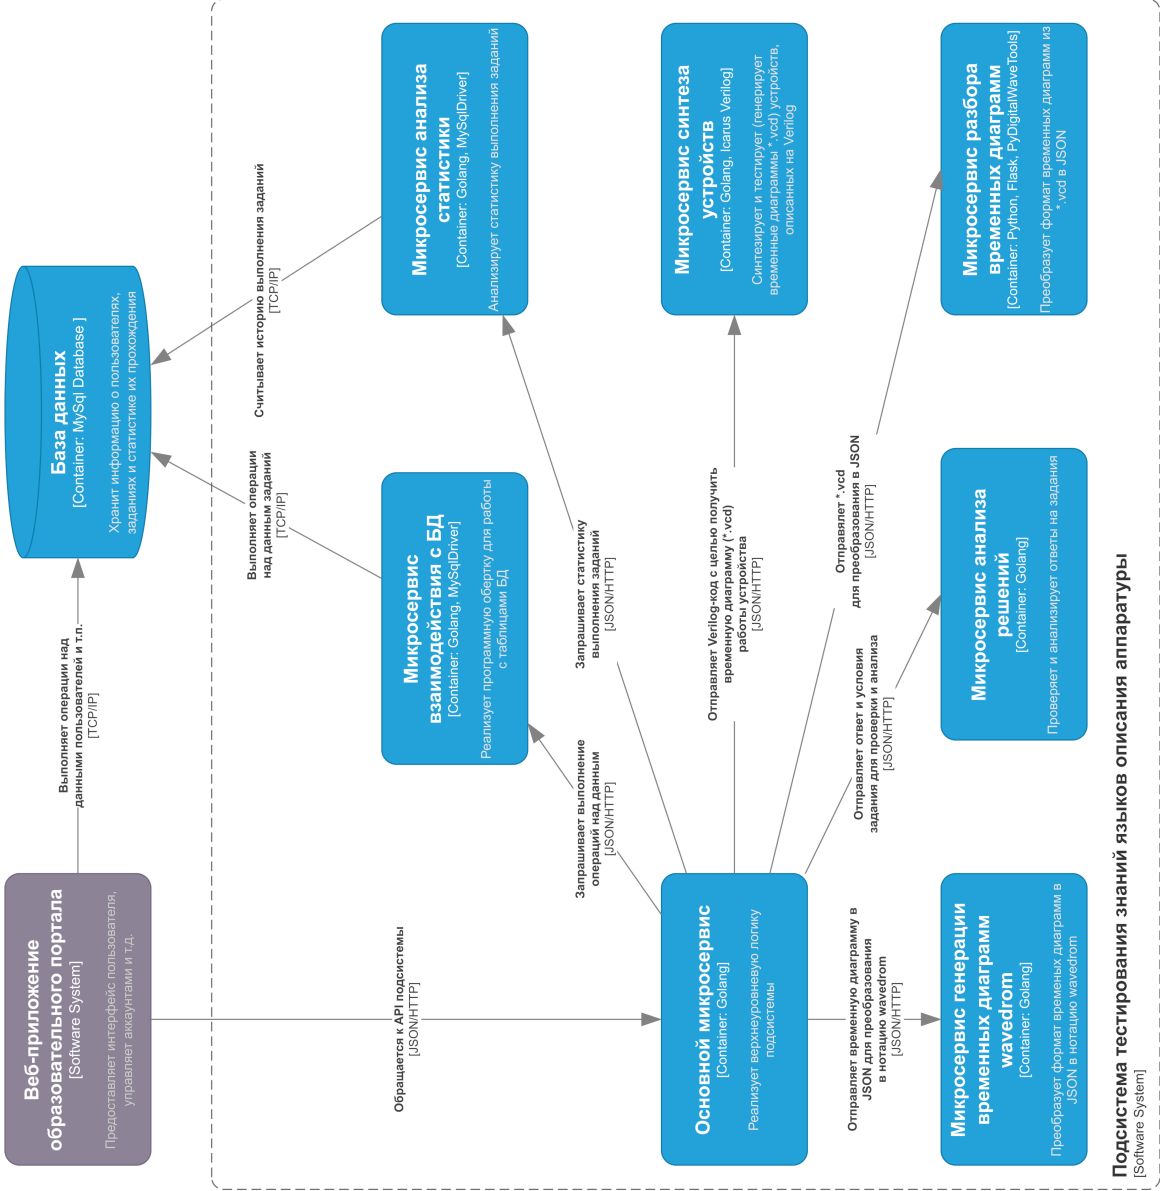 Веб-приложение
образовательного портала
[Software System]
Предоставляет интерфейс пользователя,
управляет аккаунтами и т.д.
Выполняет операции над
данными пользователей и т.п.
[TCP/IP]
База данных
[Container: MySql Database ]
Хранит информацию о пользователях,
заданиях и статистике их прохождения
Обращается к API подсистемы
[JSON/HTTP]
Выполняет операции
над данным заданий
[TCP/IP]
Считывает историю выполнения заданий
[TCP/IP]
Микросервис
взаимодействия с БД
[Container: Golang, MySqlDriver]
Реализует программную обертку для работы
с таблицами БД
Микросервис анализа
статистики
[Container: Golang, MySqlDriver]
Анализирует статистику выполнения заданий
Запрашивает выполнение
операций над данным
[JSON/HTTP]
Запрашивает статистику
выполнения заданий
[JSON/HTTP]
Основной микросервис
[Container: Golang]
Реализует верхнеуровневую логику
подсистемы
Отправляет Verilog-код с целью получить
временную диаграмму (*.vcd)
работы устройства
[JSON/HTTP]
Микросервис синтеза
устройств
[Container: Golang, Icarus Verilog]
Синтезирует и тестирует (генерирует
временные диаграммы *.vcd) устройств,
описанных на Verilog
Отправляет временную диаграмму в
JSON для преобразования
в нотацию wavedrom
[JSON/HTTP]
Отправляет ответ и условия
задания для проверки и анализа
[JSON/HTTP]
Отправялет *.vcd
для преобразования в JSON
[JSON/HTTP]
Микросервис генерации
временных диаграмм
wavedrom
[Container: Golang]
Преобразует формат временых диаграмм в
JSON в нотацию wavedrom
Микросервис анализа
решений
[Container: Golang]
Проверяет и анализирует ответы на задания
Микросервис разбора
временных диаграмм
[Container: Python, Flask, PyDigitalWaveTools]
Преобразует формат временных диаграмм из
*.vcd в JSON
Подсистема тестирования знаний языков описания аппаратуры
[Software System]